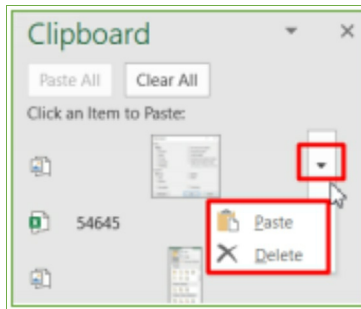 Clipboard
Paste All Clear All
Click an Item to Paste:
54645
Paste
Delete